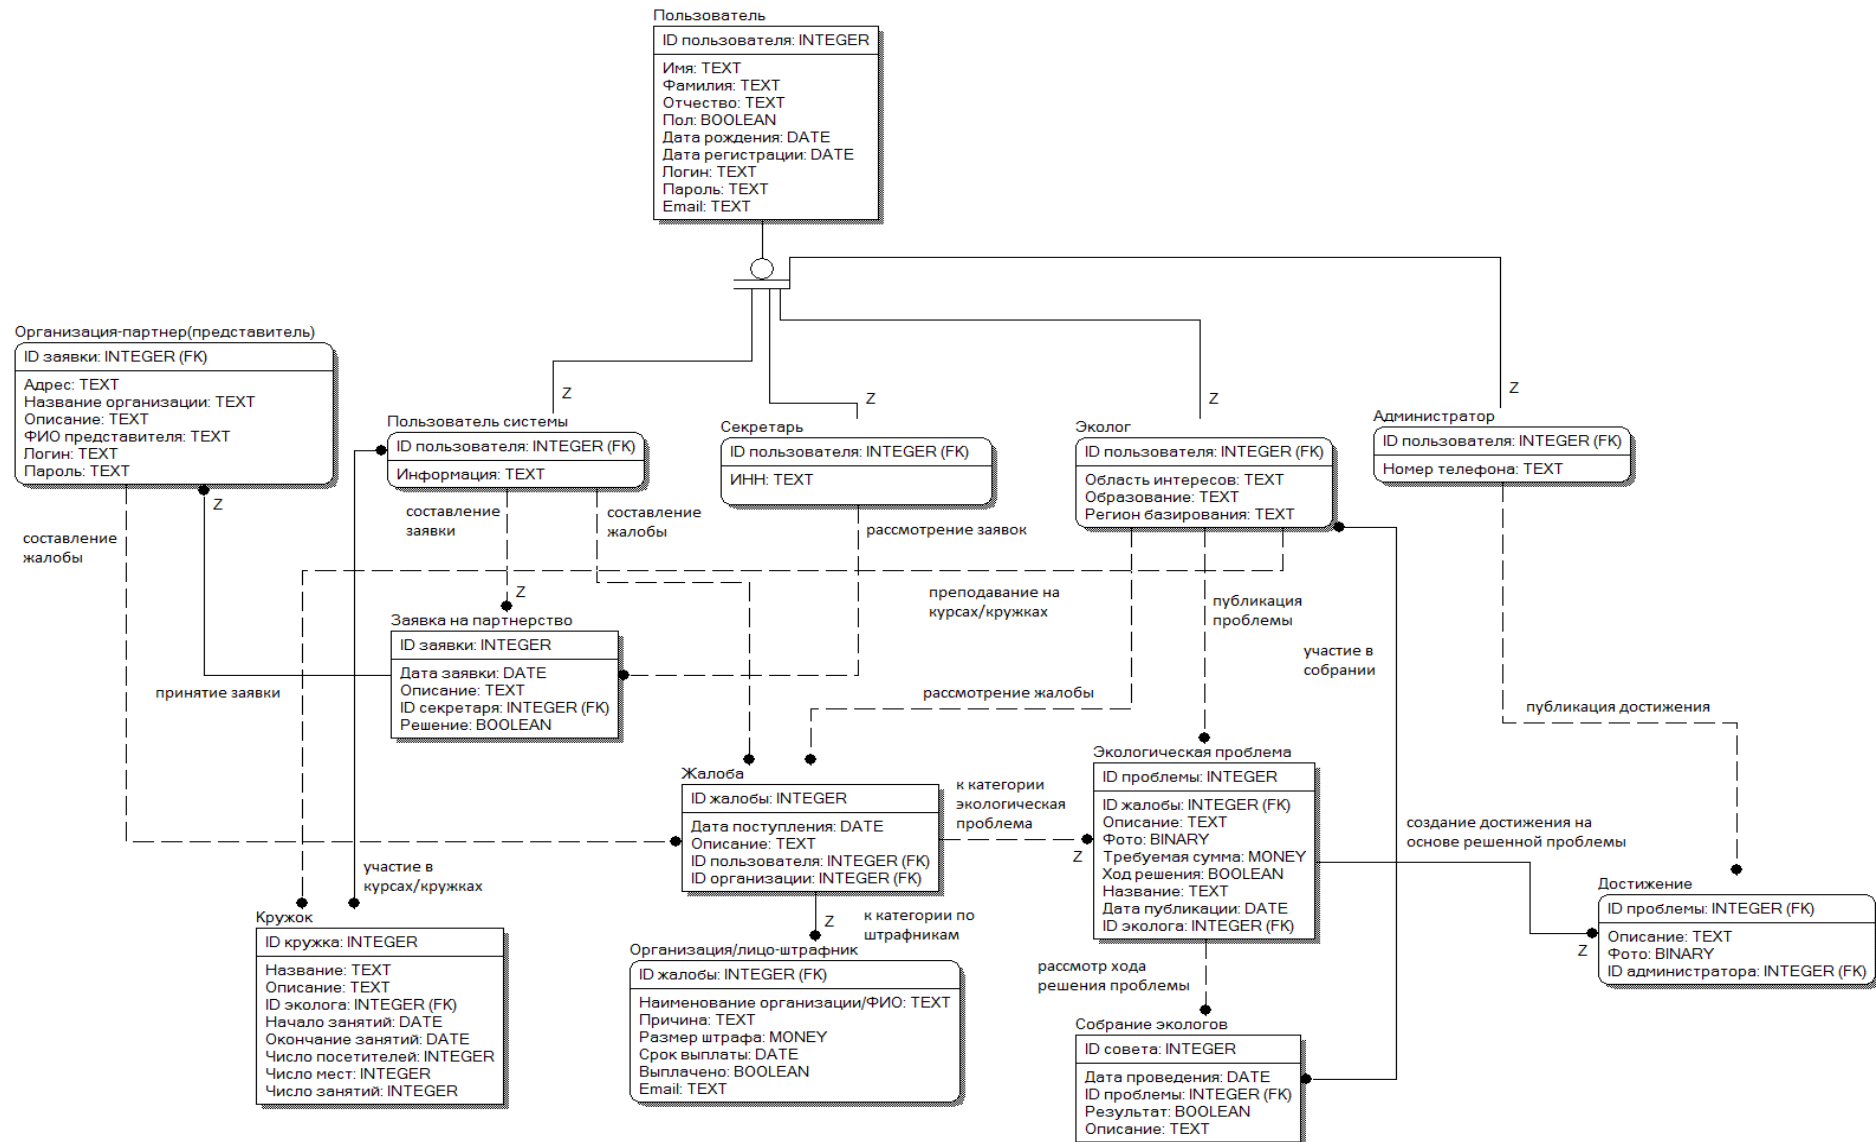 Пользователь
ID пользователя: INTEGER
Имя: TEXT
Фамилия: TEXT
Отчество: TEXT
Пол: BOOLEAN
Дата рождения: DATE
Дата регистрации: DATE
Логин: TEXT
Пароль: TEXT
Email: TEXT
Организация-партнер(представитель)
ID заявки: INTEGER (FK)
Адрес: TEXT
Название организации: TEXT
Описание: TEXT
ФИО представителя: TEXT
Логин: TEXT
Пароль: TEXT
Z
Z
Пользователь системы
ID пользователя: INTEGER (FK)
Информация: TEXT
Z
Секретарь
ID пользователя: INTEGER (FK)
ИНН: TEXT
Z
Эколог
ID пользователя: INTEGER (FK)
Область интересов: TEXT
Образование: TEXT
Регион базирования: TEXT
Z
Администратор
ID пользователя: INTEGER (FK)
Номер телефона: TEXT
составление
жалобы
составление
заявки
составление
жалобы
рассмотрение заявок
преподавание на
курсах/кружках
публикация
проблемы
участие в
собрании
Z
Заявка на партнерство
ID заявки: INTEGER
Дата заявки: DATE
Описание: TEXT
ID секретаря: INTEGER (FK)
Решение: BOOLEAN
принятие заявки
рассмотрение жалобы
публикация достижения
Жалоба
ID жалобы: INTEGER
Дата поступления: DATE
Описание: TEXT
ID пользователя: INTEGER (FK)
ID организации: INTEGER (FK)
к категории
экологическая
проблема
Z
Экологическая проблема
ID проблемы: INTEGER
ID жалобы: INTEGER (FK)
Описание: TEXT
Фото: BINARY
Требуемая сумма: MONEY
Ход решения: BOOLEAN
Название: TEXT
Дата публикации: DATE
ID эколога: INTEGER (FK)
создание достижения на
основе решенной проблемы
Z
Достижение
ID проблемы: INTEGER (FK)
Описание: TEXT
Фото: BINARY
ID администратора: INTEGER (FK)
участие в
курсах/кружках
Кружок
ID кружка: INTEGER
Название: TEXT
Описание: TEXT
ID эколога: INTEGER (FK)
Начало занятий: DATE
Окончание занятий: DATE
Число посетителей: INTEGER
Число мест: INTEGER
Число занятий: INTEGER
Z
к категории по
штрафникам
Организация/лицо-штрафник
ID жалобы: INTEGER (FK)
Наименование организации/ФИО: TEXT
Причина: TEXT
Размер штрафа: MONEY
Срок выплаты: DATE
Выплачено: BOOLEAN
Email: TEXT
рассмотр хода
решения проблемы
Собрание экологов
ID совета: INTEGER
Дата проведения: DATE
ID проблемы: INTEGER (FK)
Результат: BOOLEAN
Описание: TEXT